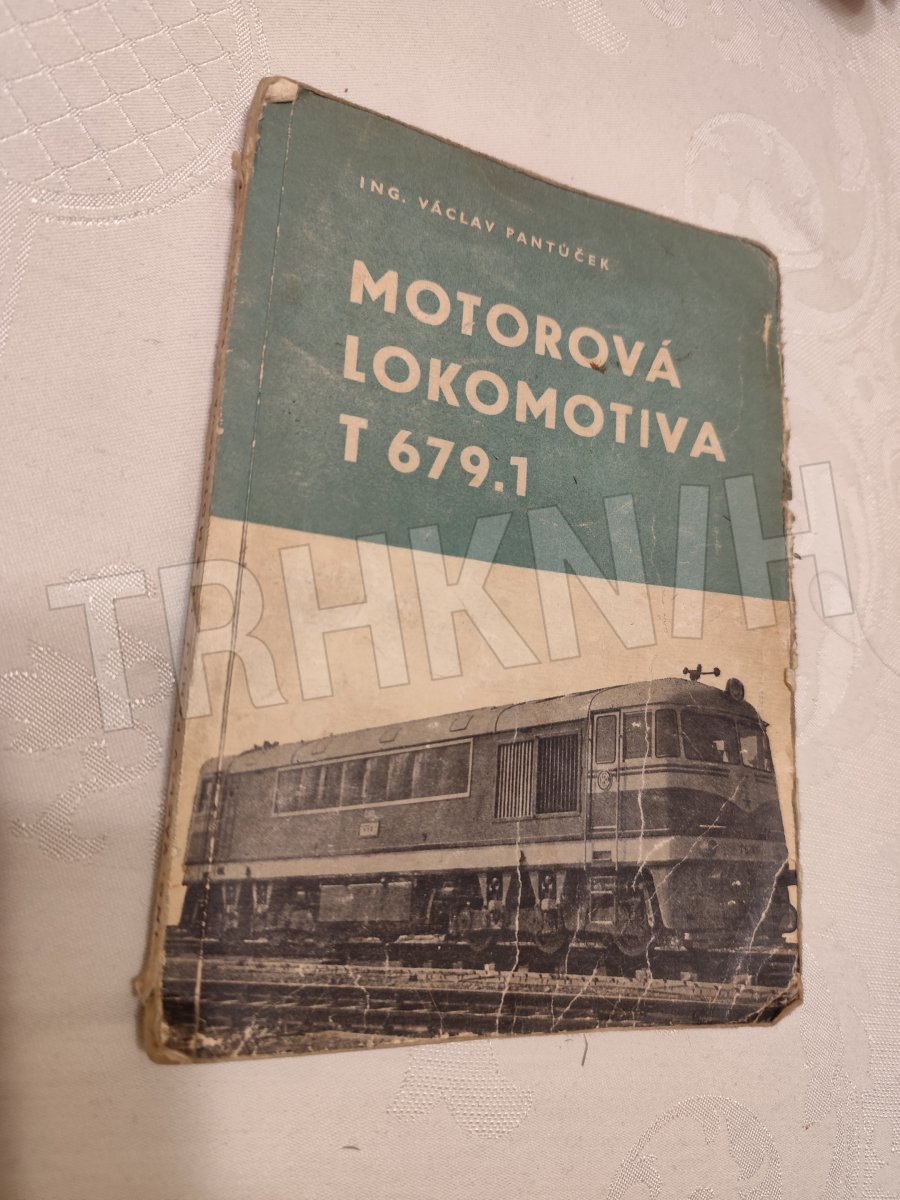 ING. VÁCLAV PANTŮČEK
MOTOROVÁ
LOKOMOTIVA
T 679.1
TRHKNIH